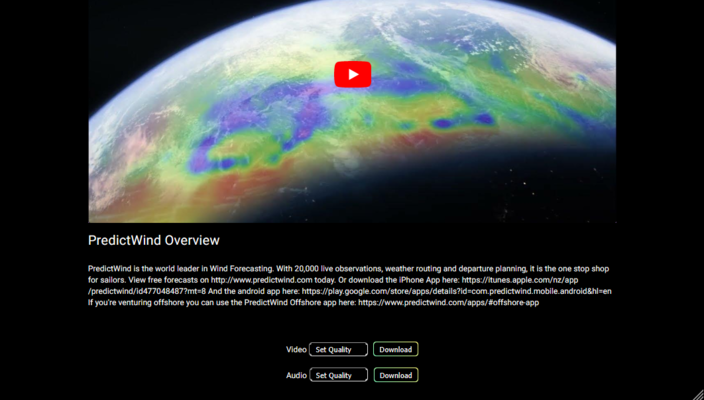 PredictWind Overview
PredictWind is the world leader in Wind Forecasting. With 20,000 live observations, weather routing and departure planning, it is the one stop shop
for sailors. View free forecasts on http://www.predictwind.com today. Or download the iPhone App here: https://itunes.apple.com/nz/app
/predictwind/id477048487?mt=8 And the android app here: https://play.google.com/store/apps/details?id=com.predictwind.mobile.android&hl=en
If you're venturing offshore you can use the PredictWind Offshore app here: https://www.predictwind.com/apps/#offshore-app
Video Set Quality Download
Audio Set Quality Download